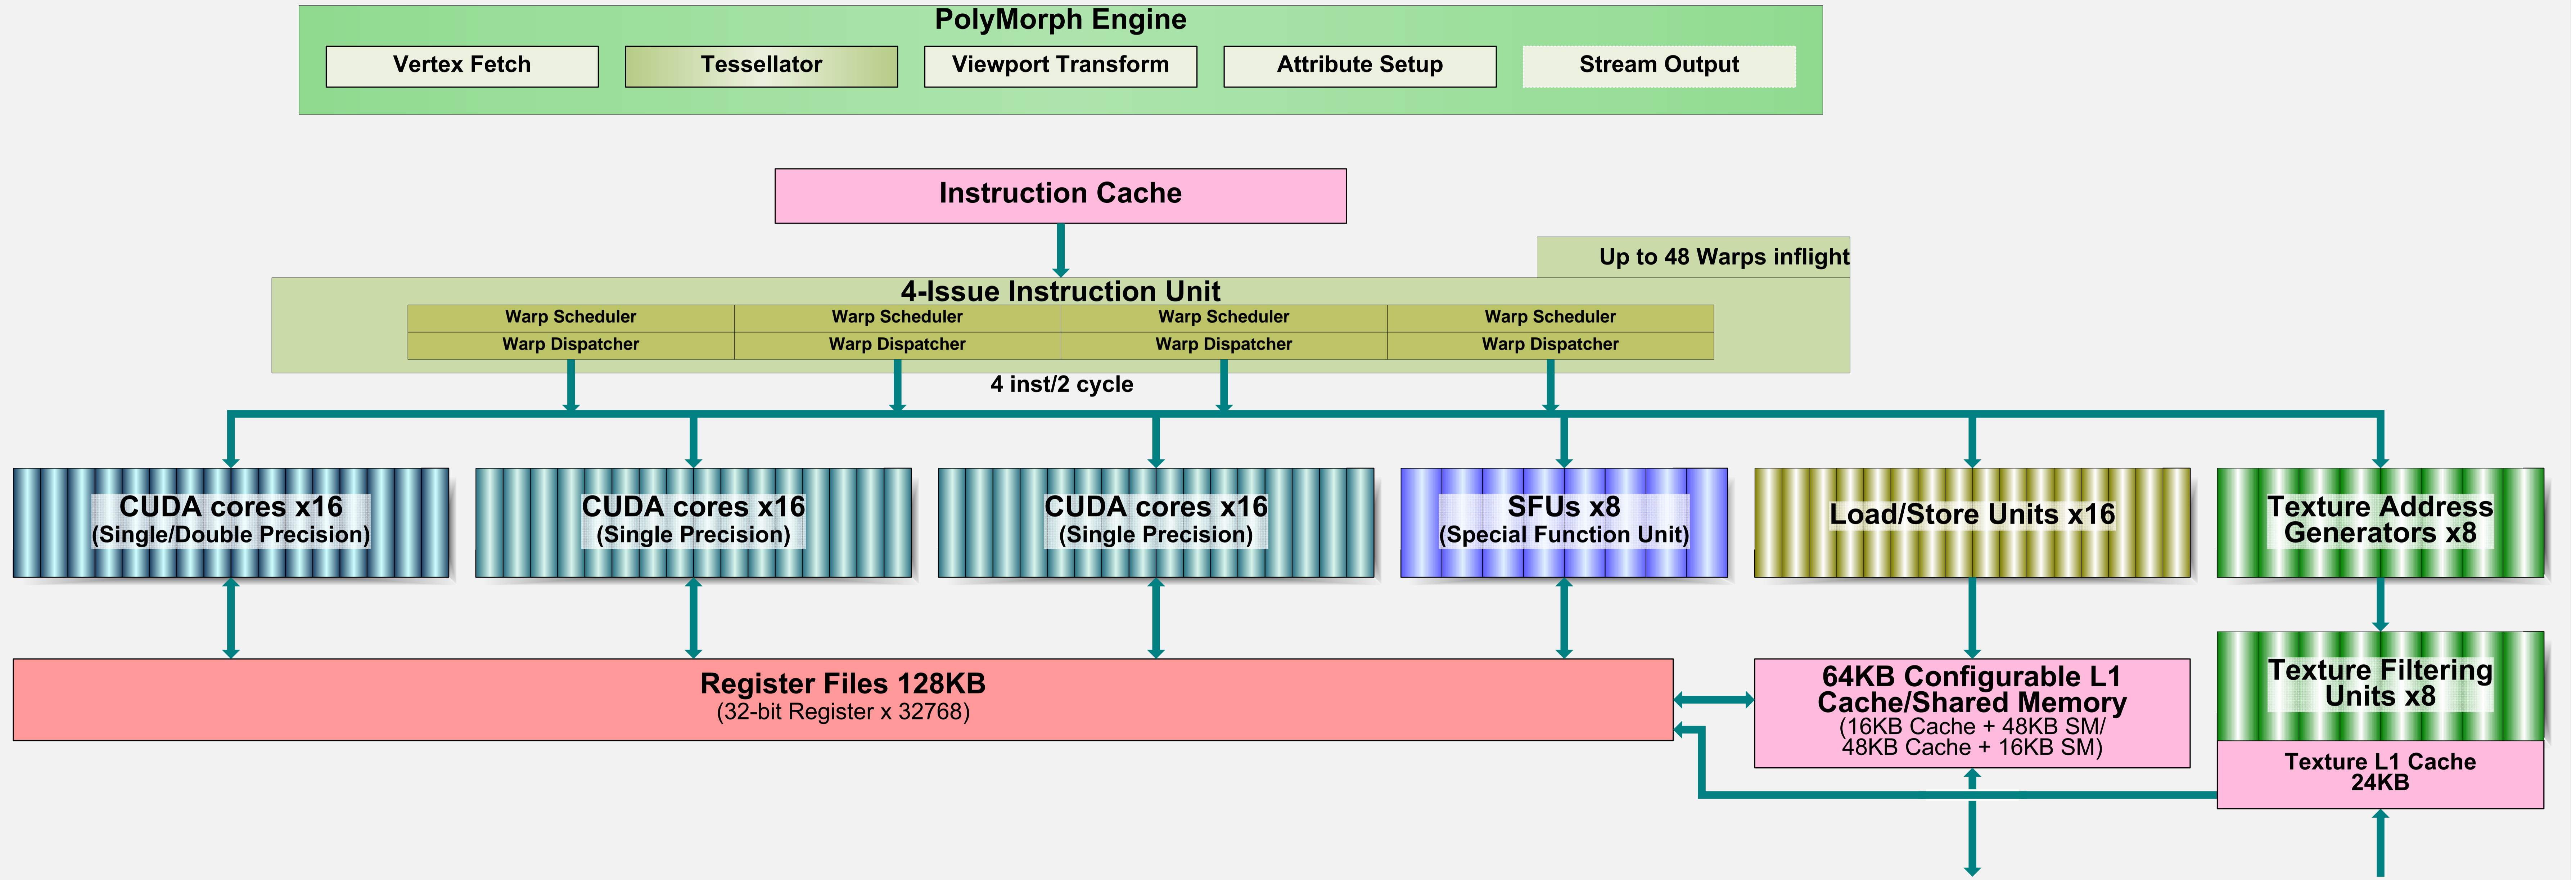 PolyMorph Engine
Vertex Fetch
Tessellator
Viewport Transform
Attribute Setup
Stream Output
Instruction Cache
Up to 48 Warps inflight
4-Issue Instruction Unit
Warp Scheduler
Warp Scheduler
Warp Scheduler
Warp Scheduler
Warp Dispatcher
Warp Dispatcher
Warp Dispatcher
Warp Dispatcher
4 inst/2 cycle
CUDA cores x16
(Single/Double Precision)
CUDA cores x16
(Single Precision)
CUDA cores x16
(Single Precision)
SFUs x8
(Special Function Unit)
Load/Store Units x16
Texture Address
Generators x8
Register Files 128KB
(32-bit Register x 32768)
64KB Configurable L1
Cache/Shared Memory
(16KB Cache + 48KB SM/
48KB Cache + 16KB SM)
Texture Filtering
Units x8
Texture L1 Cache
24KB